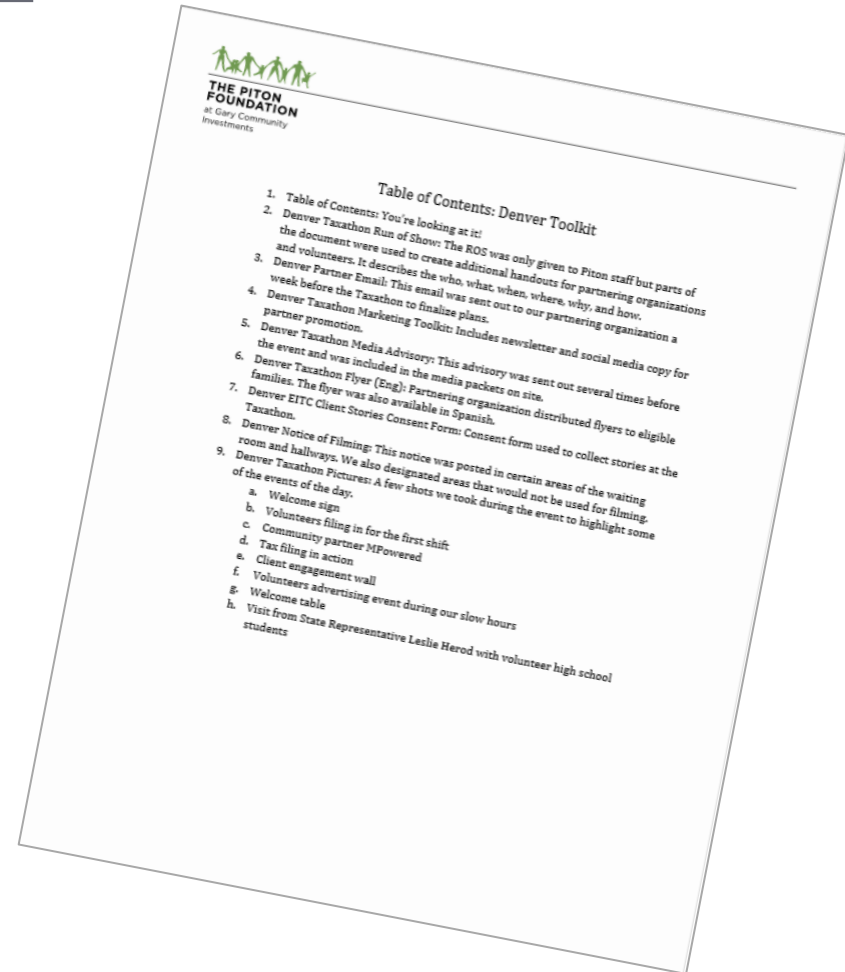 THE PITON
FOUNDATION
at Gary Community
Investments
Table of Contents: Denver Toolkit
1. Table of Contents: You're looking at it!
2. Denver Taxathon Run of Show: The ROS was only given to Piton staff but parts of
the document were used to create additional handouts for partnering organizations
and volunteers. It describes the who, what, when, where, why, and how.
3. Denver Partner Email: This email was sent out to our partnering organization a
week before the Taxathon to finalize plans.
4. Denver Taxathon Marketing Toolkit: Includes newsletter and social media copy for
partner promotion.
5. Denver Taxathon Media Advisory: This advisory was sent out several times before
the event and was included in the media packets on site.
6. Denver Taxathon Flyer (Eng): Partnering organization distributed flyers to eligible
families. The flyer was also available in Spanish.
7. Denver EITC Client Stories Consent Form: Consent form used to collect stories at the
Taxathon.
8. Denver Notice of Filming: This notice was posted in certain areas of the waiting
room and hallways. We also designated areas that would not be used for filming.
9. Denver Taxathon Pictures: A few shots we took during the event to highlight some
of the events of the day.
a. Welcome sign
b. Volunteers filing in for the first shift
c. Community partner MPowered
d. Tax filing in action
e. Client engagement wall
f. Volunteers advertising event during our slow hours
g. Welcome table
h. Visit from State Representative Leslie Herod with volunteer high school
students